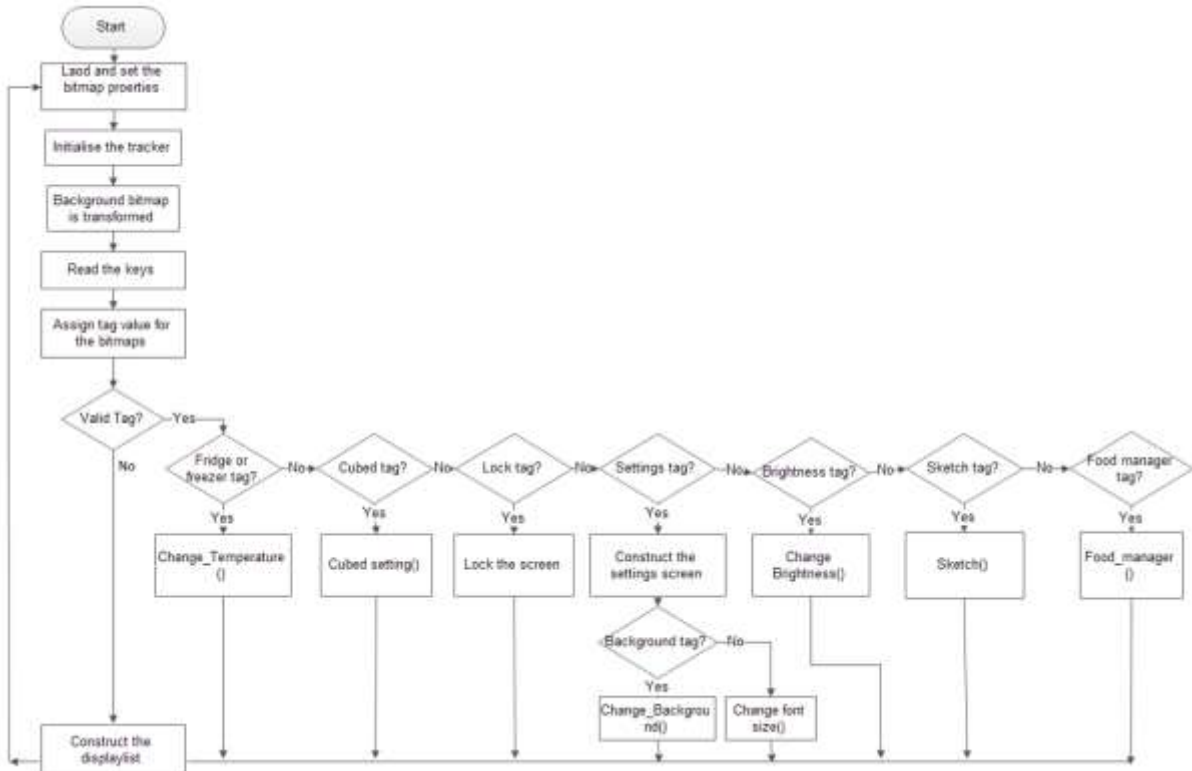 Start
Laod and set the
bitmap proerties
Initialise the tracker
Background bitmap
is transformed
Read the keys
Assign tag value for
the bitmaps
Valid Tag?
Yes
No
Fridge or
freezer tag?
No
Cubed tag?
No
Lock tag?
No
Settings tag?
No
Brightness tag?
No
Sketch tag?
No
Food manager
tag?
Yes
Yes
Yes
Yes
Yes
Yes
Yes
Change_Temperature
()
Cubed setting()
Lock the screen
Construct the
settings screen
Change
Brightness()
Sketch()
Food_manager
()
Background tag?
No
Yes
Change_Backgrou
nd()
Change font
size()
Construct the
displaylist